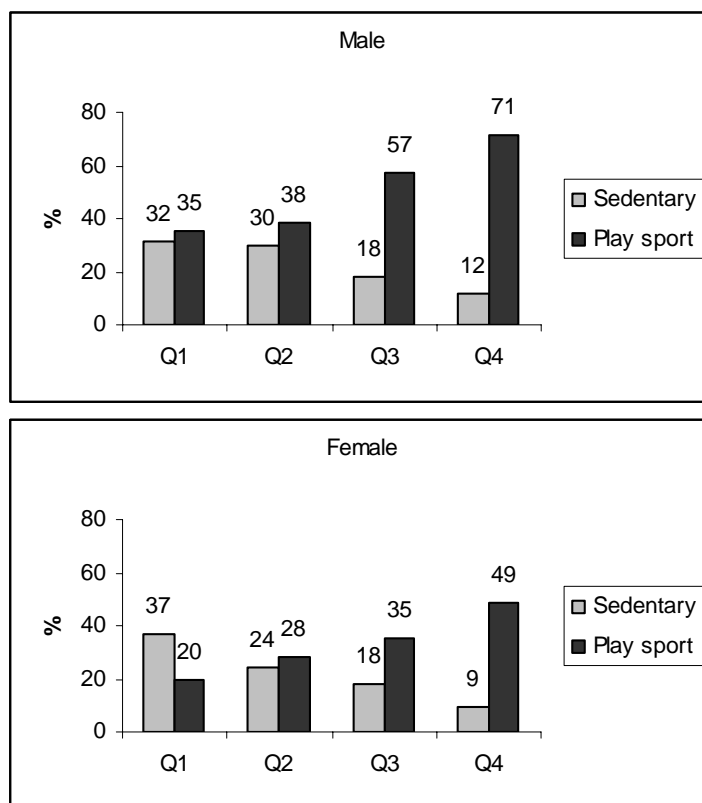 Male
80
60
40
20
0
%
32 35
30 38
18 57
12 71
Q1 Q2 Q3 Q4
Sedentary
Play sport
Female
80
60
40
20
0
%
37 20
24 28
18 35
9 49
Q1 Q2 Q3 Q4
Sedentary
Play sport